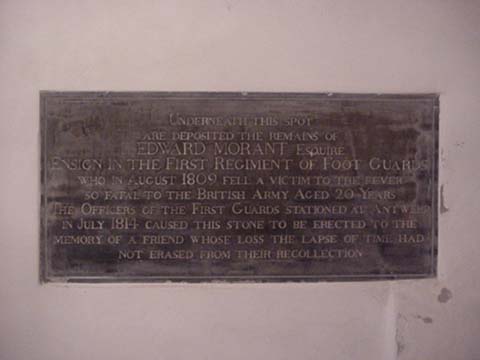 UNDERNEATH THIS SPOT
ARE DEPOSITED THE REMAINS OF
EDWARD MORANT ESQUIRE
ENSIGN IN THE FIRST REGIMENT OF FOOT GUARDS
WHO IN AUGUST 1809 FELL A VICTIM TO THE FEVER
SO FATAL TO THE BRITISH ARMY AGED 20 YEARS
THE OFFICERS OF THE FIRST GUARDS STATIONED AT ANTWERP
IN JULY 1814 CAUSED THIS STONE TO BE ERECTED TO THE
MEMORY OF A FRIEND WHOSE LOSS THE LAPSE OF TIME HAD
NOT ERASED FROM THEIR RECOLLECTION